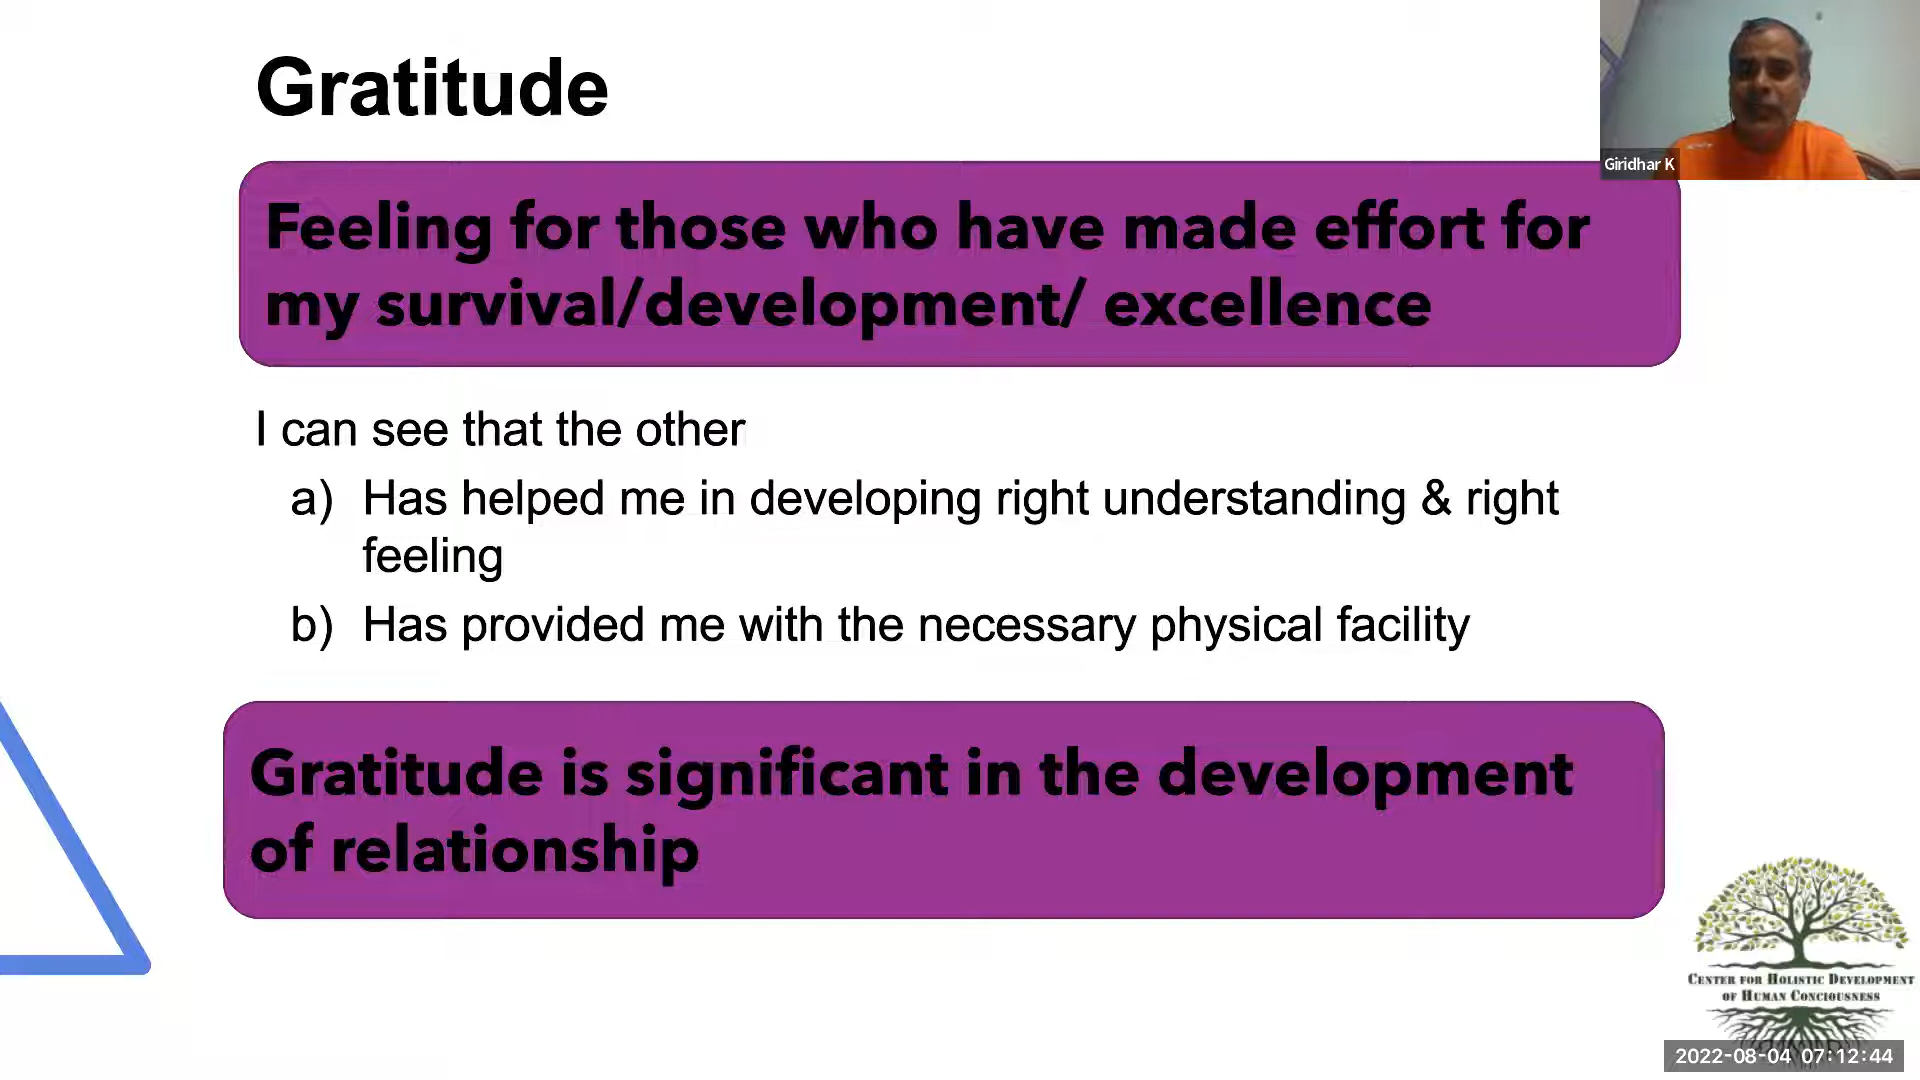 Gratitude
Giridhar K
Feeling for those who have made effort for
my survival/development/ excellence
I can see that the other
a) Has helped me in developing right understanding & right
feeling
b) Has provided me with the necessary physical facility
Gratitude is significant in the development
of relationship
CENTER FOR HOLISTIC DEVELOPMENT
OF HUMAN CONCIOUSNESS
2022-08-04 07:12:44